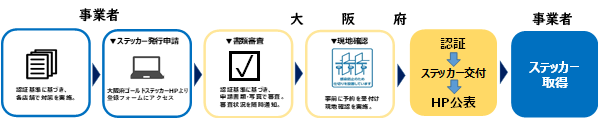 事業者
大阪府
事業者
認証基準に基づき、
各店舗で対策を実施。
▼ステッカー発行申請
大阪府ゴールドステッカーHPより
登録フォームにアクセス
▼書類審査
認証基準に基づき、
申請書類・写真で審査。
審査状況を随時通知。
▼現地確認
事前に予約を受付け
現地確認を実施。
認証
ステッカー交付
HP公表
ステッカー
取得